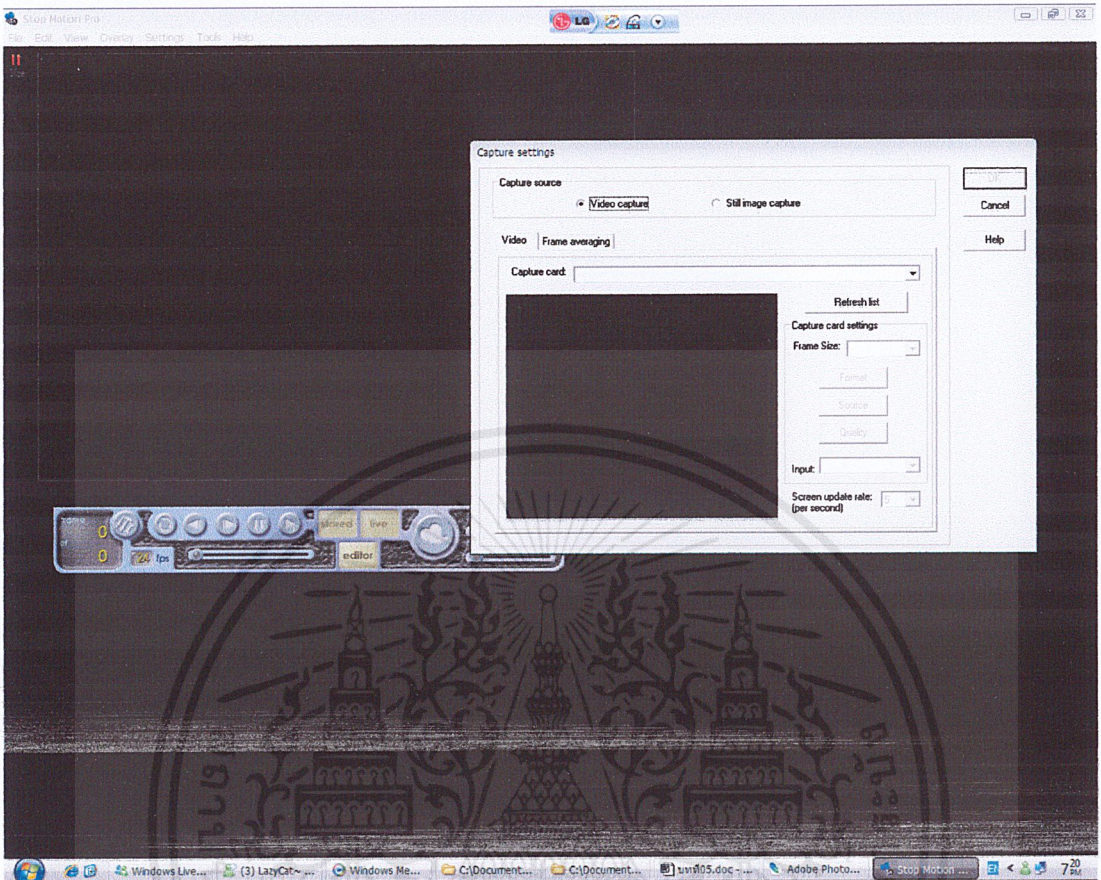 Stop Motion Pro
LG
File Edit View Overlay Settings Tools Help
Capture settings
Capture source
Video capture
Still image capture
OK
Cancel
Help
Video
Frame averaging
Capture card:
Refresh list
Capture card settings
Frame Size:
Format
Source
Quality
Input:
Screen update rate:
(per second)
5
0
0
24 fps
stored
live
editor
Windows Live...
(3) LazyCat~ ...
Windows Me...
C:\Document...
C:\Document...
บทที่05.doc - ...
Adobe Photo...
Stop Motion ...
7 20 PM